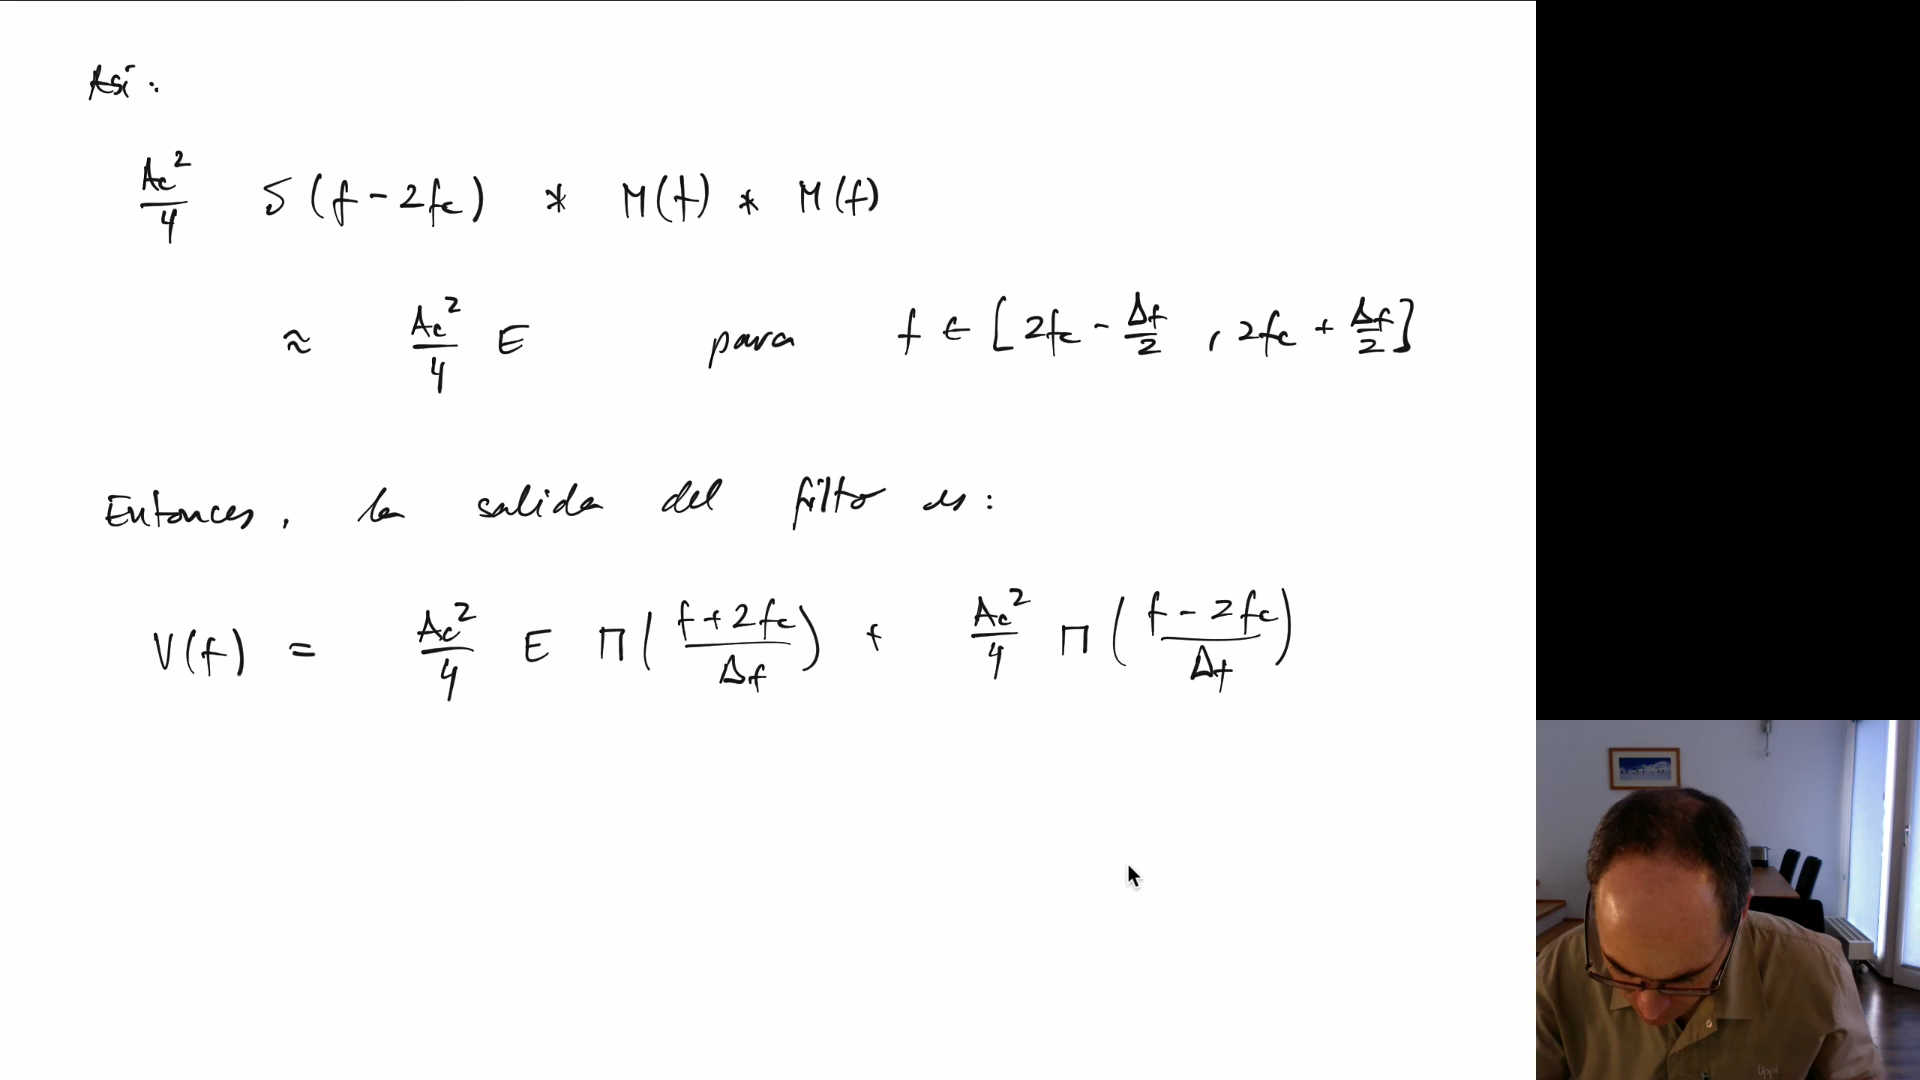 Así:
Ac²/4 δ(f-2fc) * M(f) * M(f)
≈ Ac²/4 E para f ∈ [2fc - Δf/2 , 2fc + Δf/2]
Entonces, la salida del filtro es:
V(f) = Ac²/4 E Π((f+2fc)/Δf) + Ac²/4 Π((f-2fc)/Δf)